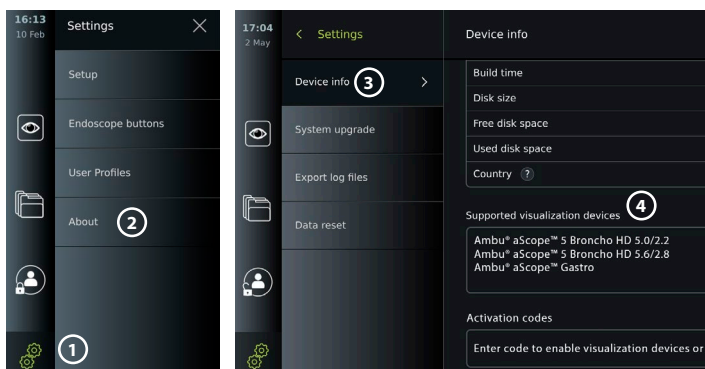 16:13
10 Feb
Settings
Setup
Endoscope buttons
User Profiles
About
2
1
17:04
2 May
Settings
Device info
3
System upgrade
Export log files
Data reset
Device info
Build time
Disk size
Free disk space
Used disk space
Country ?
Supported visualization devices
4
Ambu® aScope™ 5 Broncho HD 5.0/2.2
Ambu® aScope™ 5 Broncho HD 5.6/2.8
Ambu® aScope™ Gastro
Activation codes
Enter code to enable visualization devices or